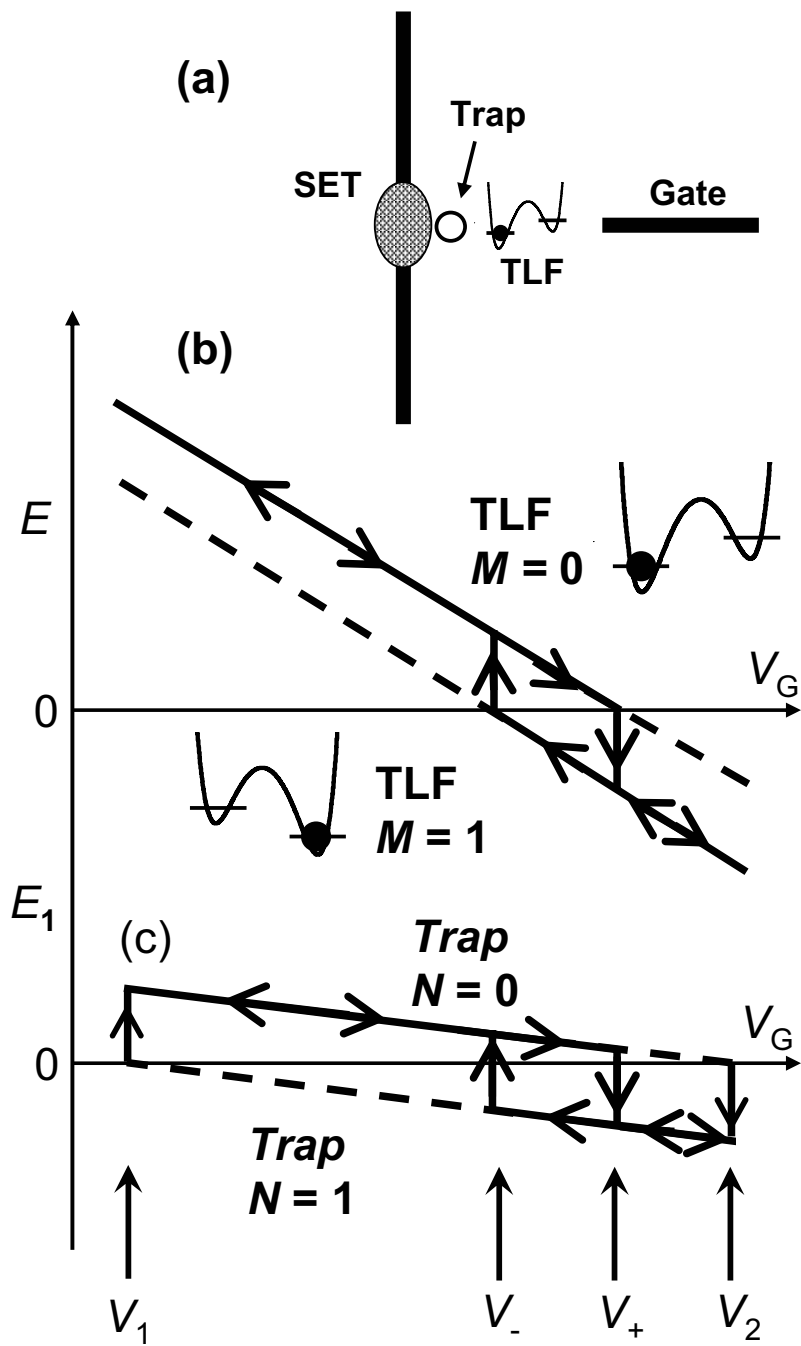 (a)
Trap
SET
Gate
TLF
(b)
E
TLF
M = 0
V_G
0
TLF
M = 1
E_1
(c)
Trap
N = 0
V_G
0
Trap
N = 1
V_1
V_-
V_+
V_2